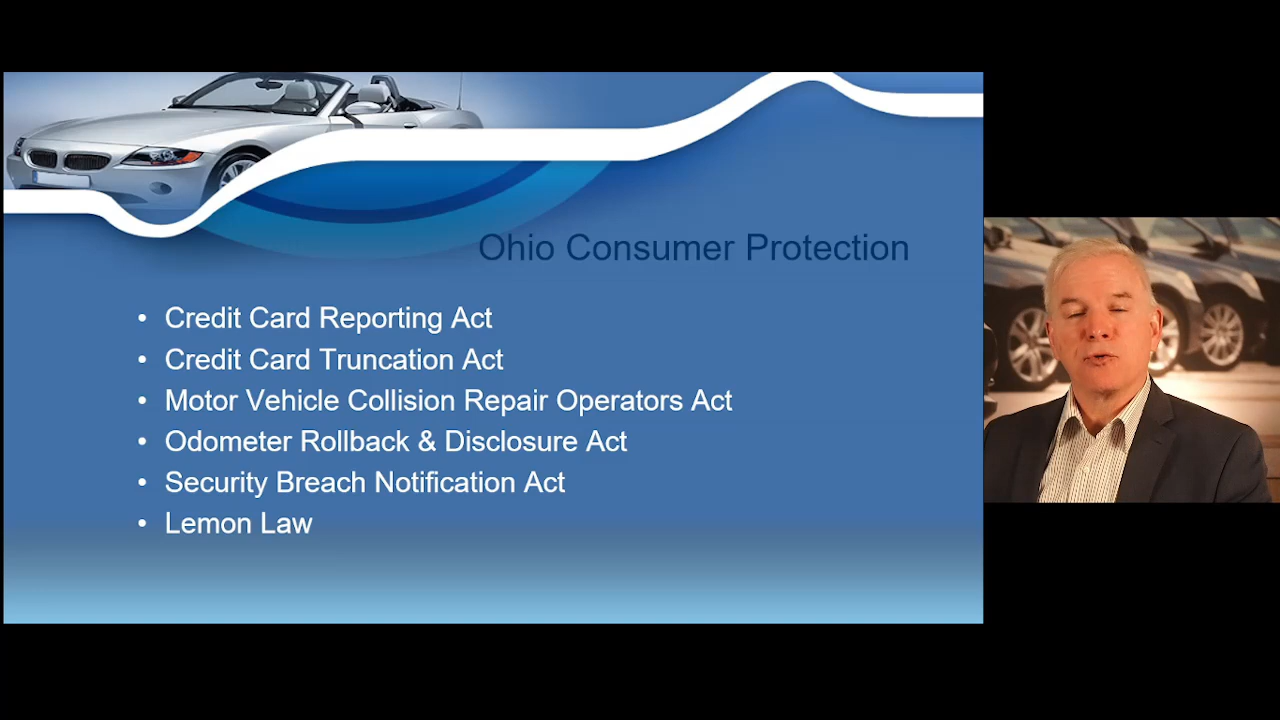 Ohio Consumer Protection
• Credit Card Reporting Act
• Credit Card Truncation Act
• Motor Vehicle Collision Repair Operators Act
• Odometer Rollback & Disclosure Act
• Security Breach Notification Act
• Lemon Law